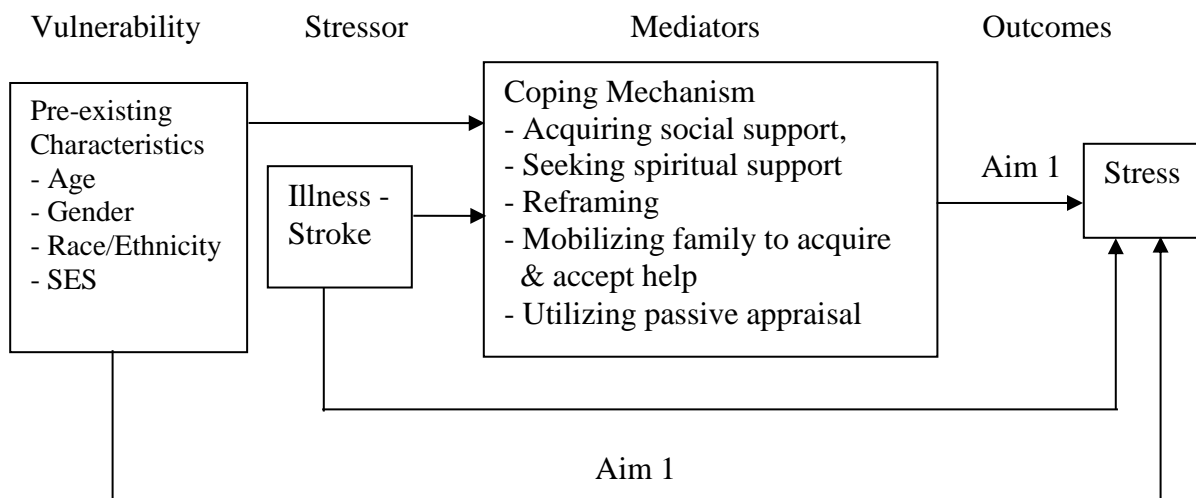 Vulnerability Stressor Mediators Outcomes
Pre-existing
Characteristics
- Age
- Gender
- Race/Ethnicity
- SES
Illness -
Stroke
Coping Mechanism
- Acquiring social support,
- Seeking spiritual support
- Reframing
- Mobilizing family to acquire
& accept help
- Utilizing passive appraisal
Aim 1
Stress
Aim 1